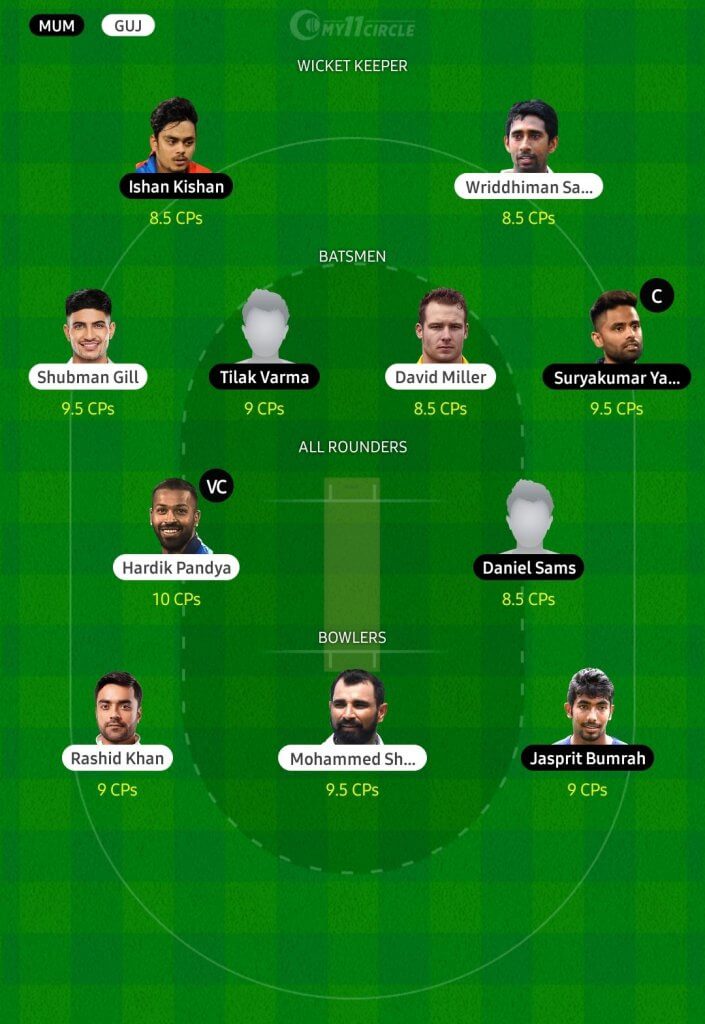 MUM GUJ
MY11CIRCLE
WICKET KEEPER
Ishan Kishan
8.5 CPs
Wriddhiman Sa...
8.5 CPs
BATSMEN
C
Shubman Gill
9.5 CPs
Tilak Varma
9 CPs
David Miller
8.5 CPs
Suryakumar Ya...
9.5 CPs
ALL ROUNDERS
VC
Hardik Pandya
10 CPs
Daniel Sams
8.5 CPs
BOWLERS
Rashid Khan
9 CPs
Mohammed Sh...
9.5 CPs
Jasprit Bumrah
9 CPs